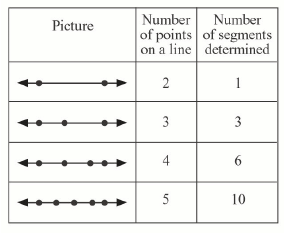 Picture
Number
of points
on a line
Number
of segments
determined
2 1
3 3
4 6
5 10